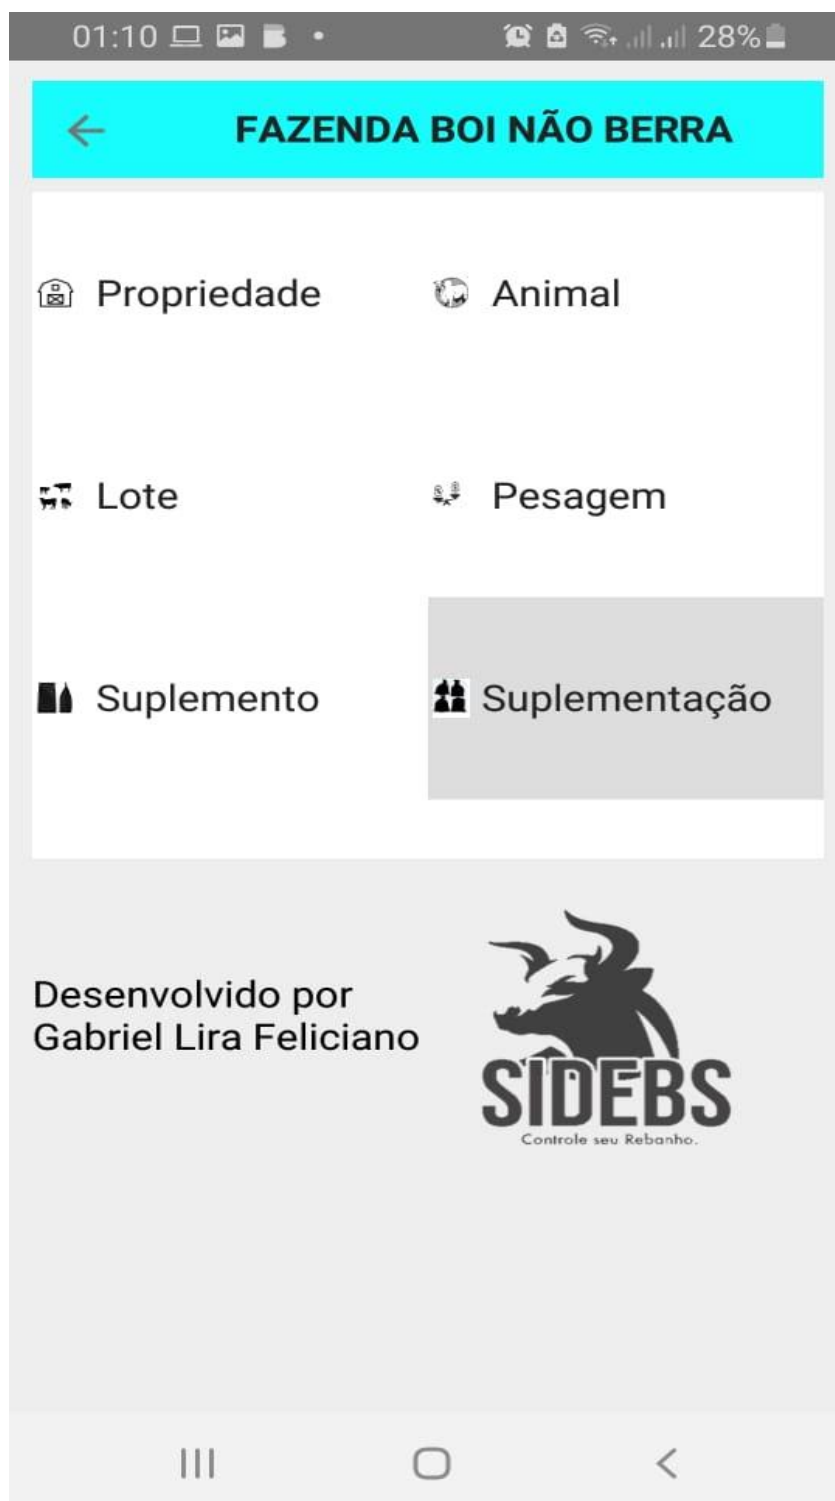 01:10 28%
FAZENDA BOI NÃO BERRA
Propriedade Animal
Lote Pesagem
Suplemento Suplementação
Desenvolvido por
Gabriel Lira Feliciano
SIDEBS
Controle seu Rebanho.